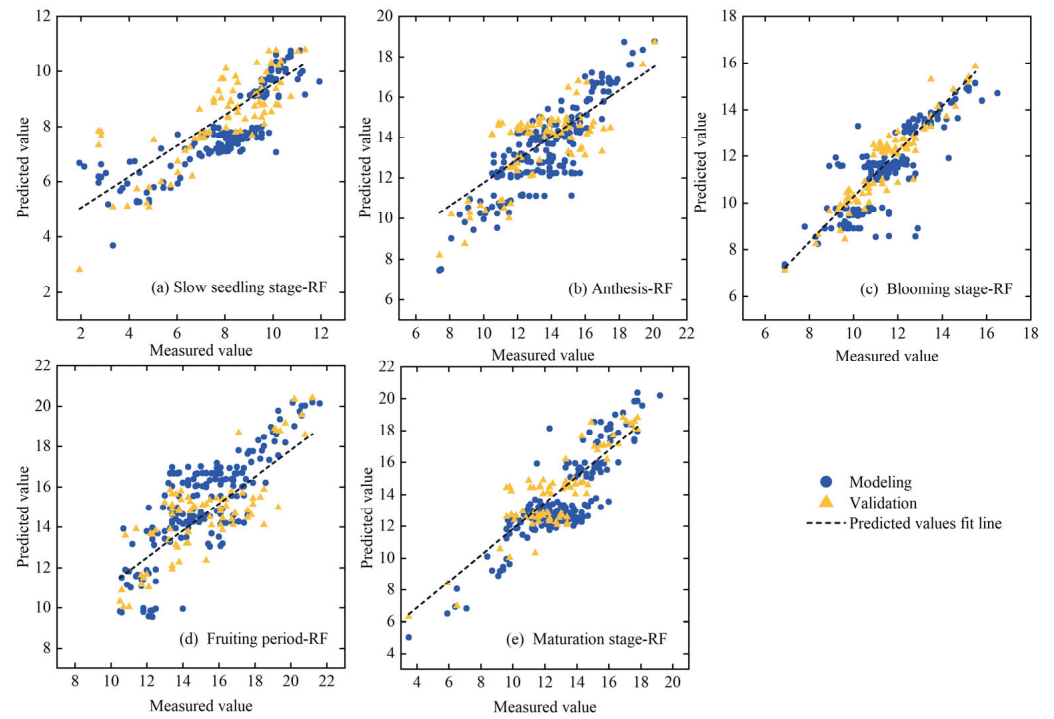 12
10
8
6
4
2
Predicted value
(a) Slow seedling stage-RF
2 4 6 8 10 12
Measured value
20
18
16
14
12
10
8
6
Predicted value
(b) Anthesis-RF
6 8 10 12 14 16 18 20 22
Measured value
18
16
14
12
10
8
6
Predicted value
(c) Blooming stage-RF
6 8 10 12 14 16 18
Measured value
22
20
18
16
14
12
10
8
Predicted value
(d) Fruiting period-RF
8 10 12 14 16 18 20 22
Measured value
22
20
18
16
14
12
10
8
6
4
Predicted value
(e) Maturation stage-RF
4 6 8 10 12 14 16 18 20
Measured value
Modeling
Validation
Predicted values fit line